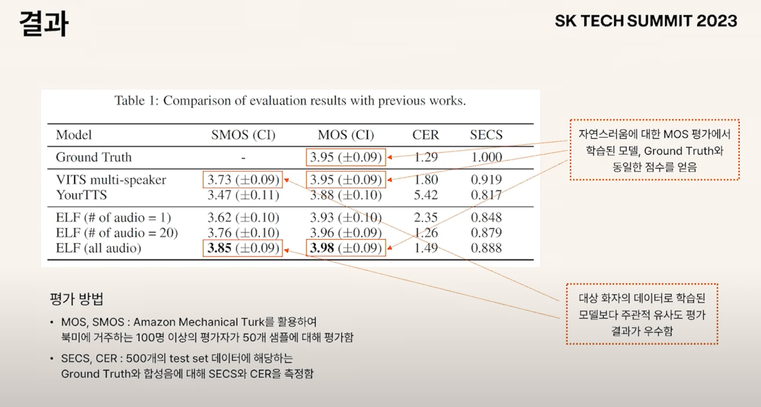 결과
SK TECH SUMMIT 2023
Table 1: Comparison of evaluation results with previous works.
Model SMOS (CI) MOS (CI) CER SECS
Ground Truth - 3.95 (±0.09) 1.29 1.000
VITS multi-speaker 3.73 (±0.09) 3.95 (±0.09) 1.80 0.919
YourTTS 3.47 (±0.11) 3.88 (±0.10) 5.42 0.817
ELF (# of audio = 1) 3.62 (±0.10) 3.93 (±0.10) 2.35 0.848
ELF (# of audio = 20) 3.76 (±0.10) 3.96 (±0.09) 1.26 0.879
ELF (all audio) 3.85 (±0.09) 3.98 (±0.09) 1.49 0.888
자연스러움에 대한 MOS 평가에서
학습된 모델, Ground Truth와
동일한 점수를 얻음
대상 화자의 데이터로 학습된
모델보다 주관적 유사도 평가
결과가 우수함
평가 방법
• MOS, SMOS : Amazon Mechanical Turk를 활용하여
북미에 거주하는 100명 이상의 평가자가 50개 샘플에 대해 평가함
• SECS, CER : 500개의 test set 데이터에 해당하는
Ground Truth와 합성음에 대해 SECS와 CER을 측정함